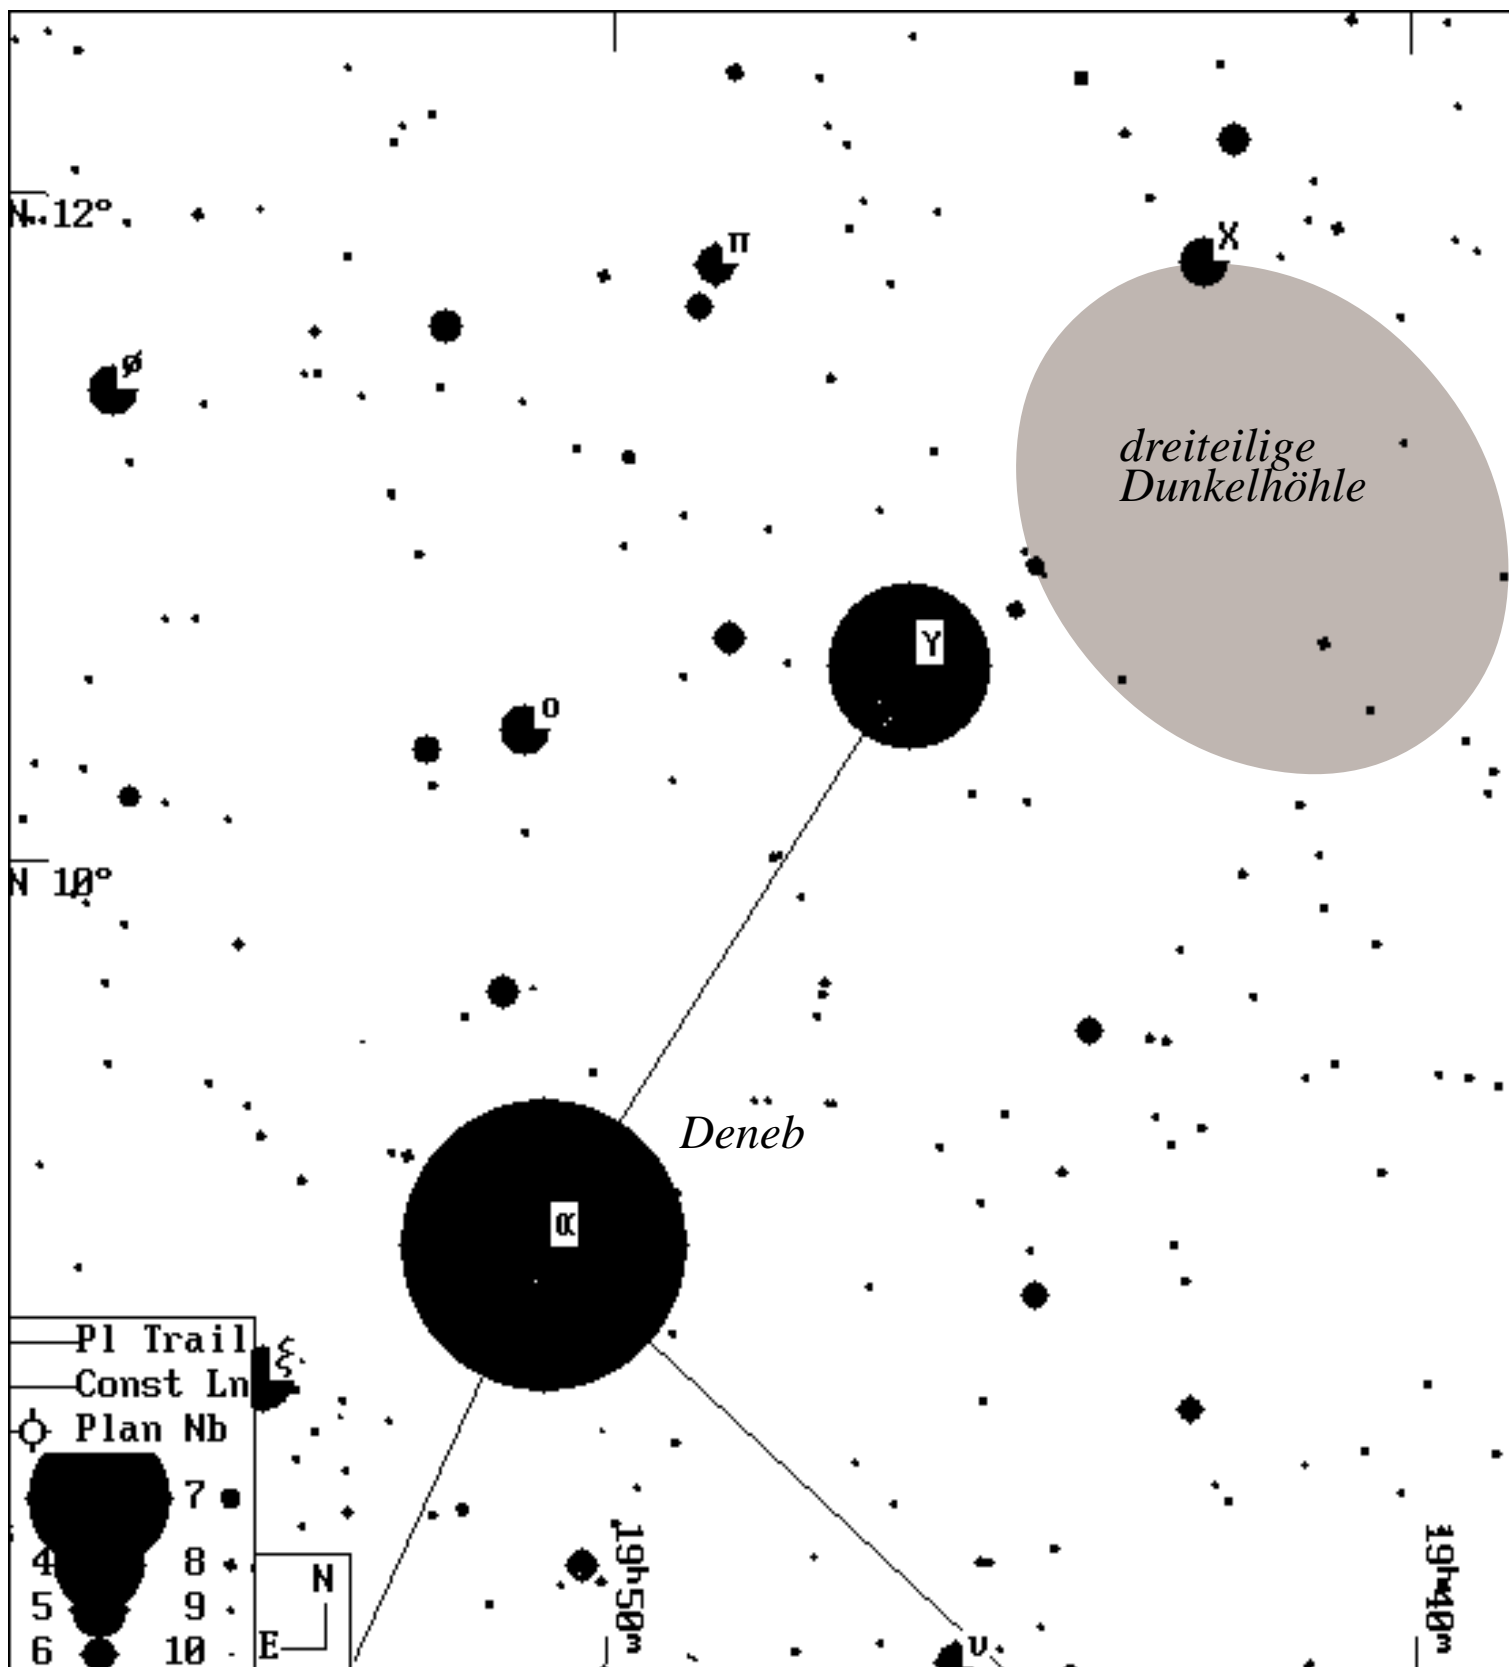 N 12°
π
χ
φ
dreiteilige
Dunkelhöhle
γ
ο
N 10°
Deneb
α
Pl Trail
ξ
Const Ln
Plan Nb
7
4 8
5 9
6 10
N
E
19h50m
19h40m
υ